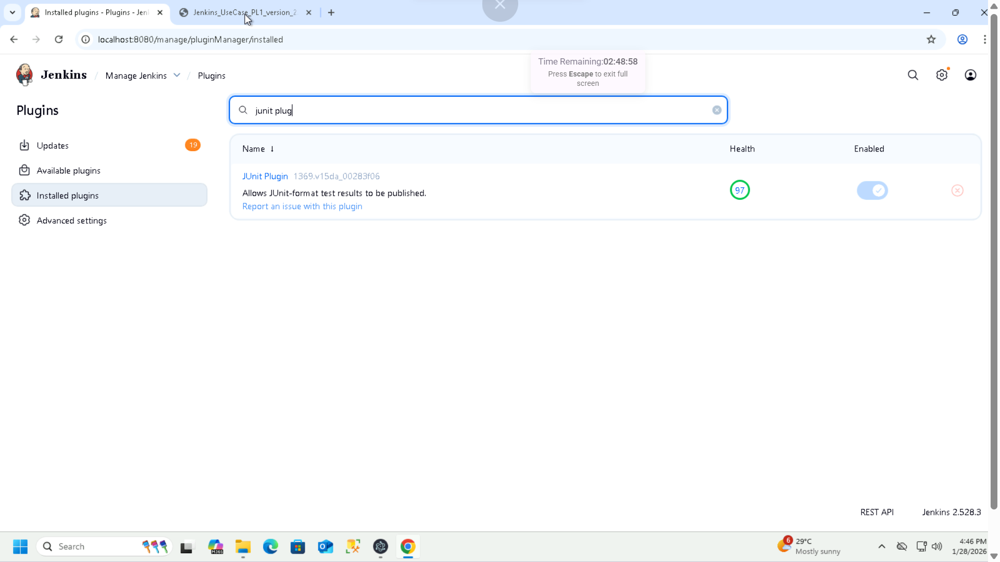 Installed plugins - Plugins - Jen
Jenkins_UseCase_PL1_version_2
localhost:8080/manage/pluginManager/installed
Time Remaining:02:48:58
Press Escape to exit full
screen
Jenkins / Manage Jenkins / Plugins
Plugins
junit plug
Updates 19
Available plugins
Installed plugins
Advanced settings
Name ↓ Health Enabled
JUnit Plugin 1369.v15da_00283f06
Allows JUnit-format test results to be published.
Report an issue with this plugin
97
REST API Jenkins 2.528.3
Search
M365
6
29°C
Mostly sunny
4:46 PM
1/28/2026